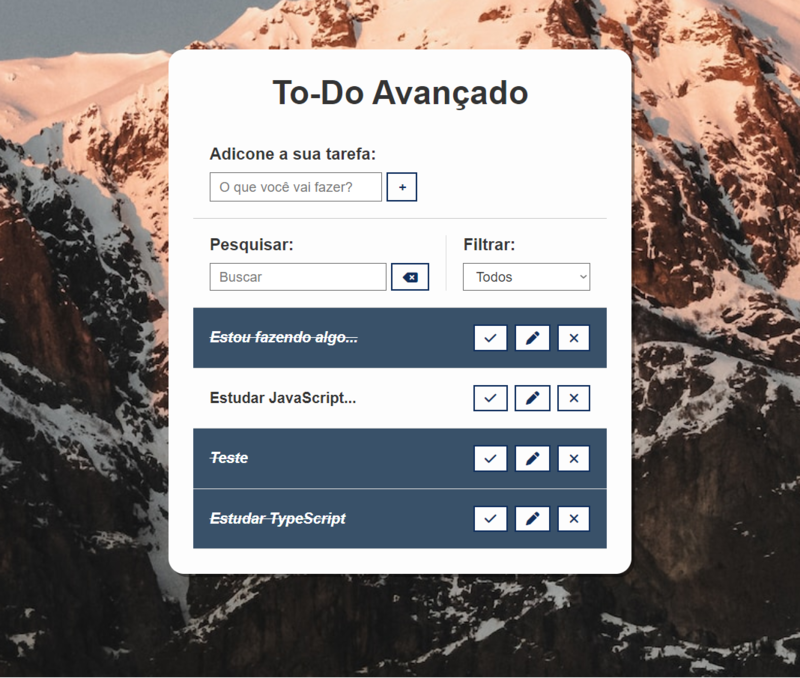 To-Do Avançado
Adicione a sua tarefa:
O que você vai fazer? +
Pesquisar: Filtrar:
Buscar Todos
Estou fazendo algo...
Estudar JavaScript...
Teste
Estudar TypeScript